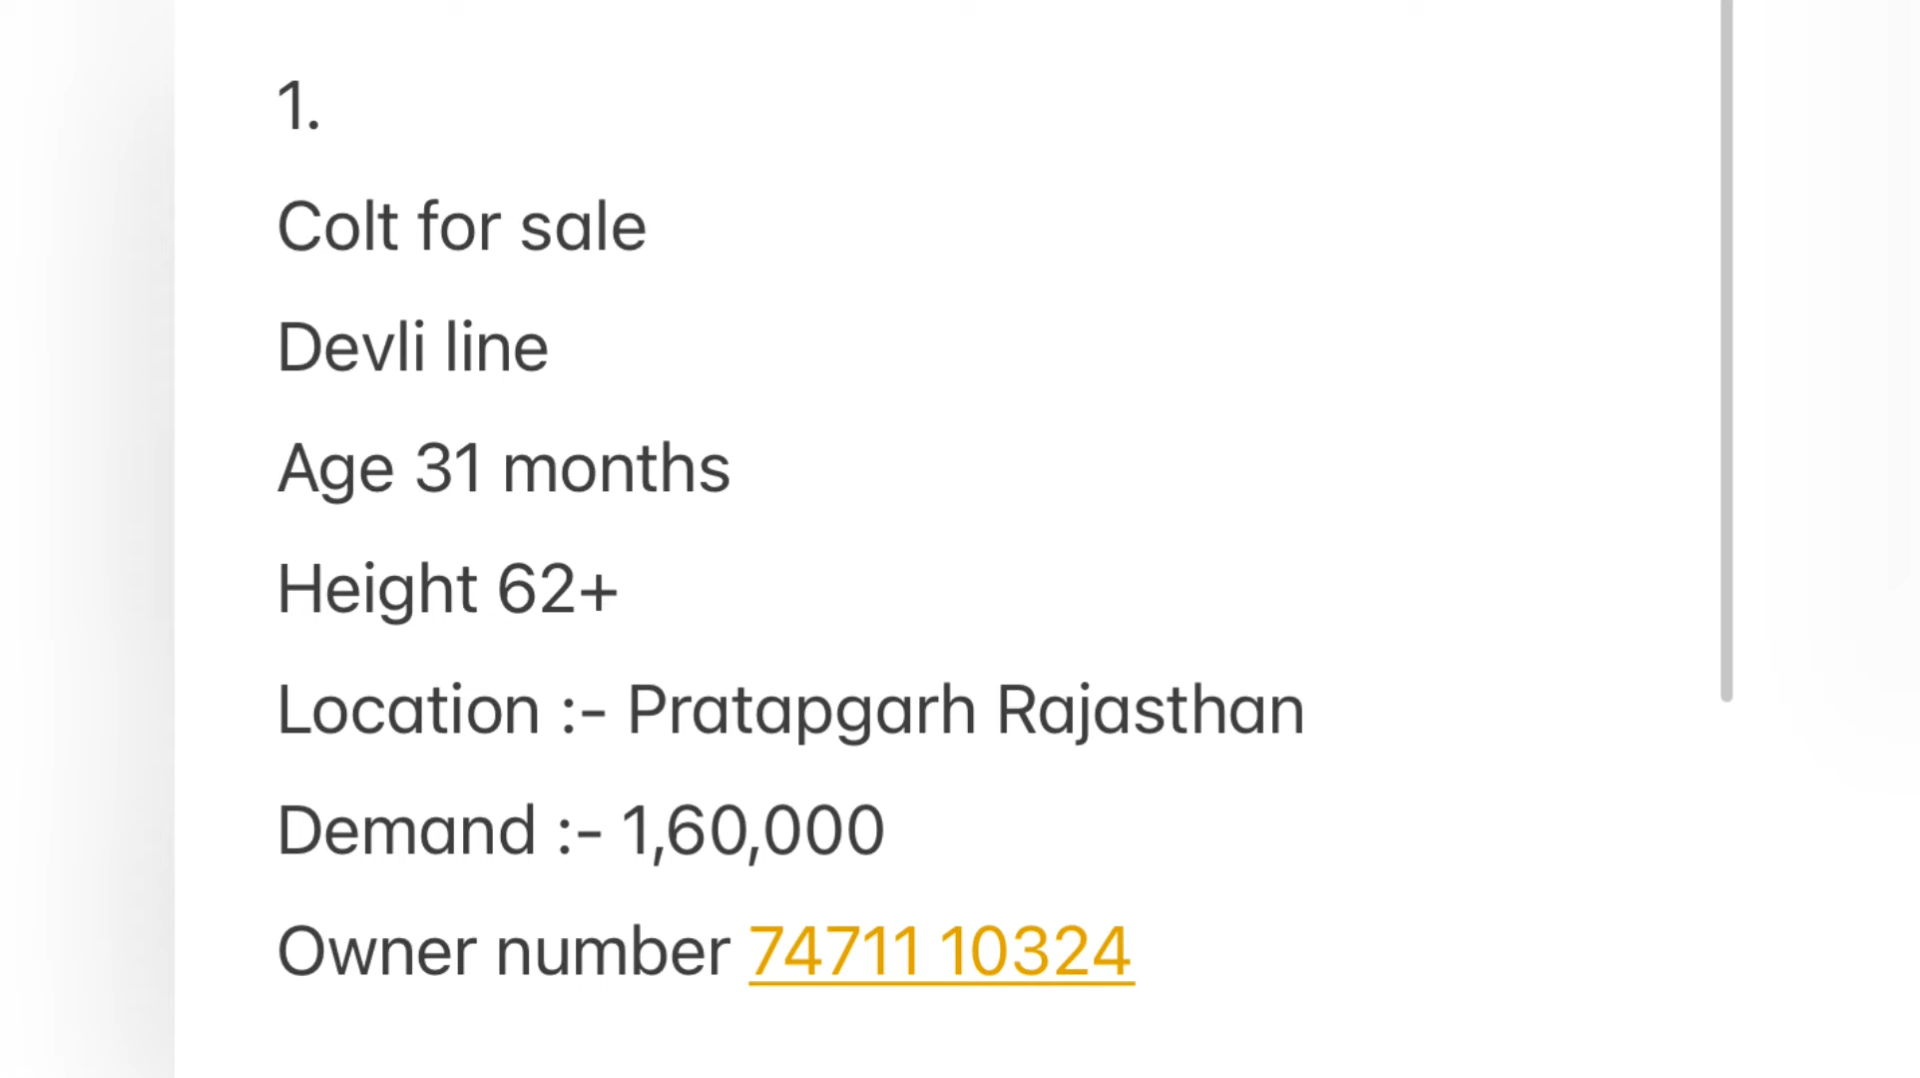 1.
Colt for sale
Devli line
Age 31 months
Height 62+
Location :- Pratapgarh Rajasthan
Demand :- 1,60,000
Owner number 74711 10324